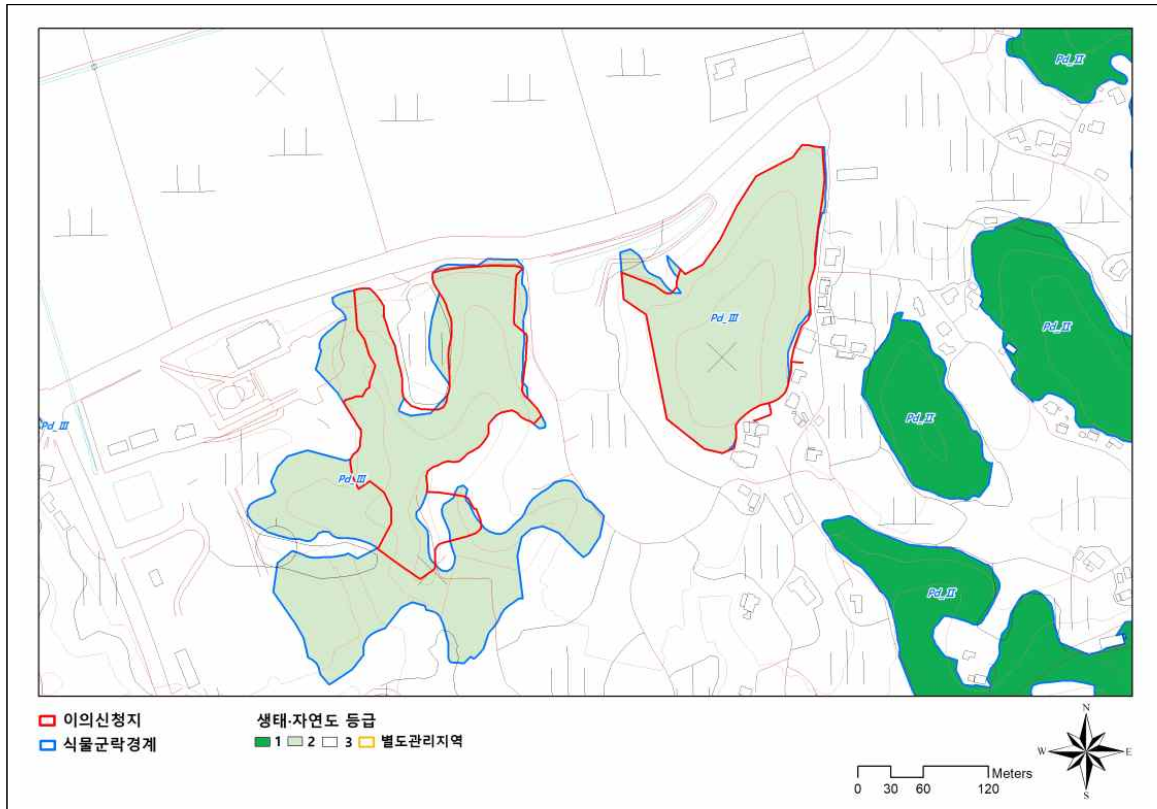 Pd_Ⅱ
Pd_Ⅲ
Pd_Ⅱ
Pd_Ⅱ
Pd_Ⅲ
Pd_Ⅲ
Pd_Ⅱ
이의신청지
식물군락경계
생태·자연도 등급
1 2 3 별도관리지역
N
W E
S
Meters
0 30 60 120